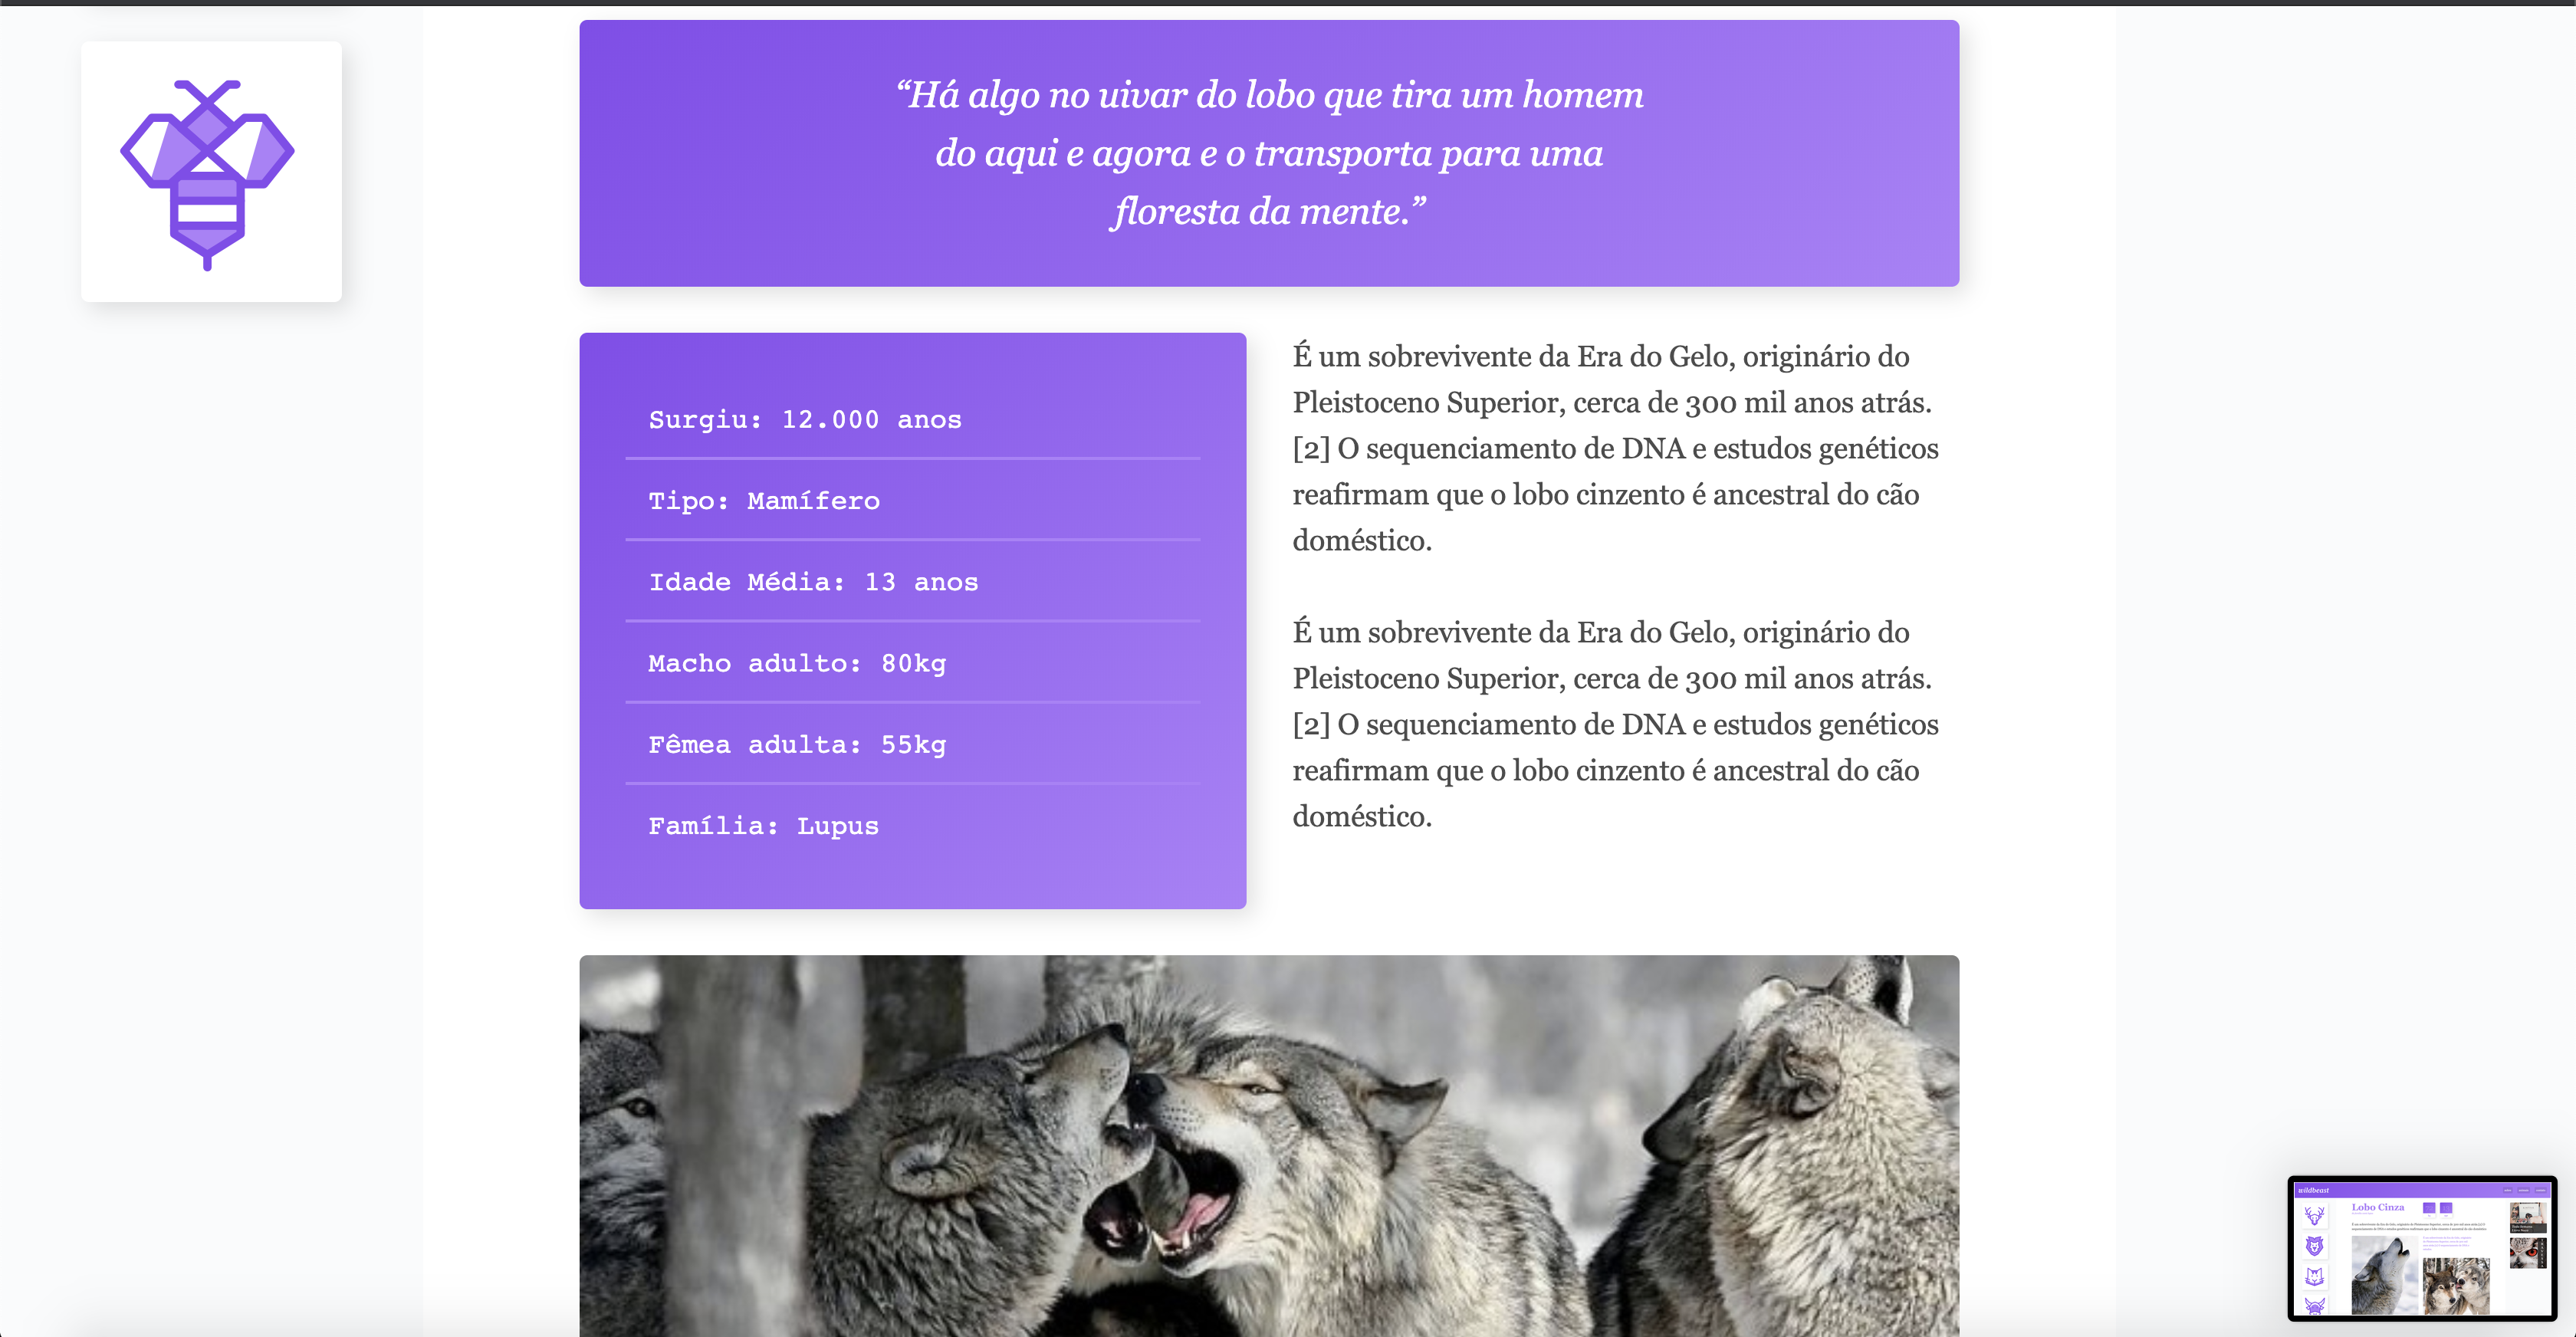 “Há algo no uivar do lobo que tira um homem
do aqui e agora e o transporta para uma
floresta da mente.”
Surgiu: 12.000 anos
Tipo: Mamífero
Idade Média: 13 anos
Macho adulto: 80kg
Fêmea adulta: 55kg
Família: Lupus
É um sobrevivente da Era do Gelo, originário do
Pleistoceno Superior, cerca de 300 mil anos atrás.
[2] O sequenciamento de DNA e estudos genéticos
reafirmam que o lobo cinzento é ancestral do cão
doméstico.
É um sobrevivente da Era do Gelo, originário do
Pleistoceno Superior, cerca de 300 mil anos atrás.
[2] O sequenciamento de DNA e estudos genéticos
reafirmam que o lobo cinzento é ancestral do cão
doméstico.
wildbeast
Lobo Cinza